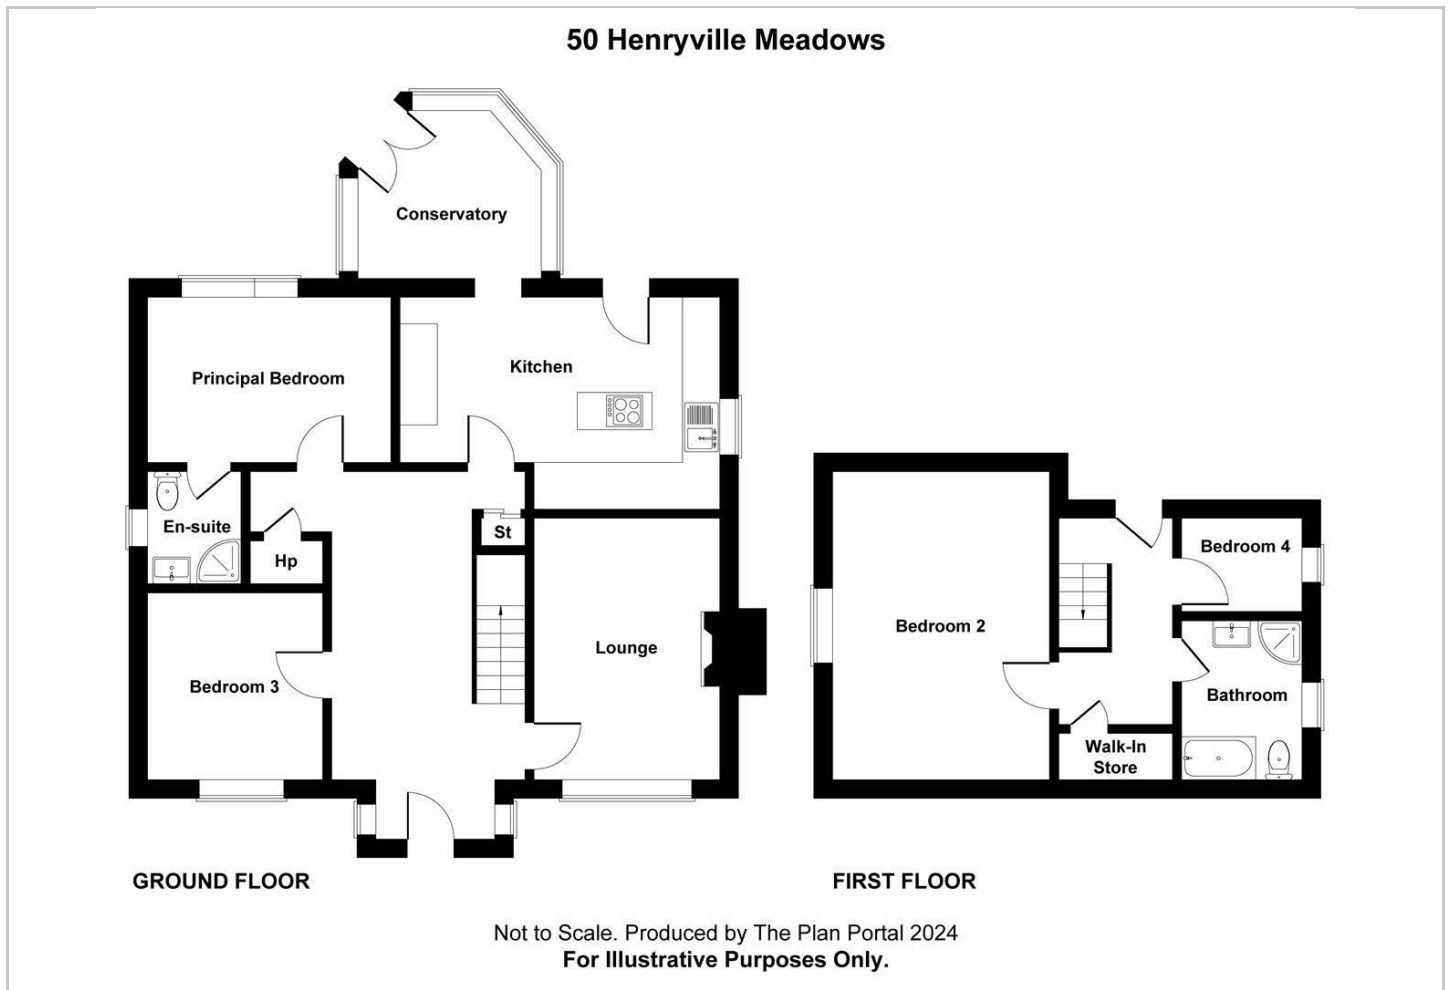 50 Henryville Meadows
Conservatory
Kitchen
Principal Bedroom
En-suite
St
Hp
Lounge
Bedroom 3
Bedroom 2
Bedroom 4
Bathroom
Walk-In
Store
GROUND FLOOR
FIRST FLOOR
Not to Scale. Produced by The Plan Portal 2024
For Illustrative Purposes Only.